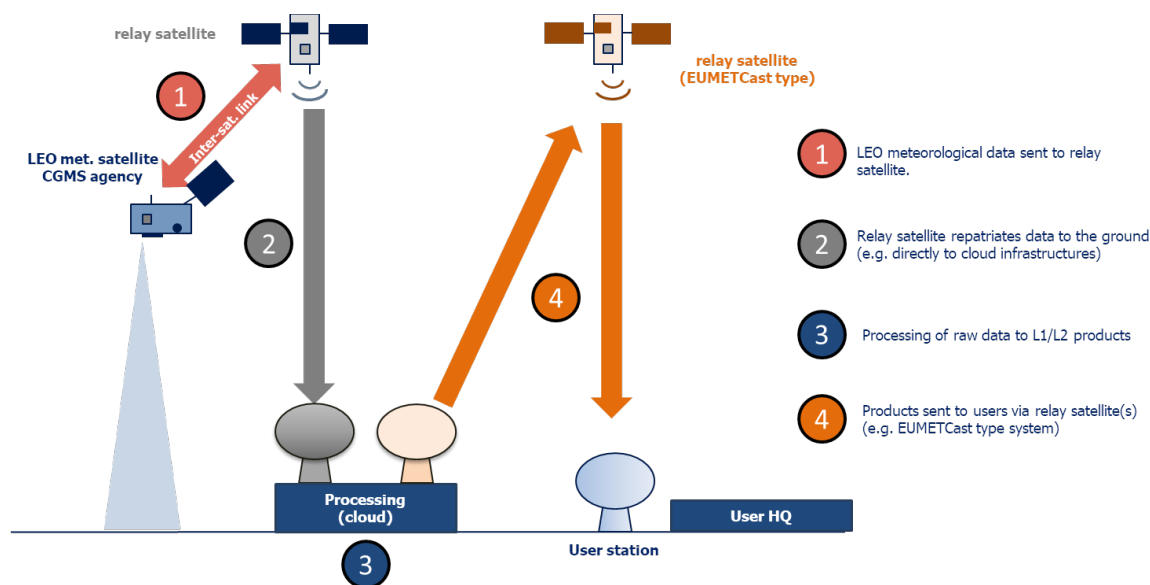 relay satellite
relay satellite
(EUMETCast type)
1
Inter-sat. link
LEO met. satellite
CGMS agency
1
LEO meteorological data sent to relay
satellite.
2
2
Relay satellite repatriates data to the ground
(e.g. directly to cloud infrastructures)
4
3
Processing of raw data to L1/L2 products
4
Products sent to users via relay satellite(s)
(e.g. EUMETCast type system)
Processing
(cloud)
User HQ
3
User station